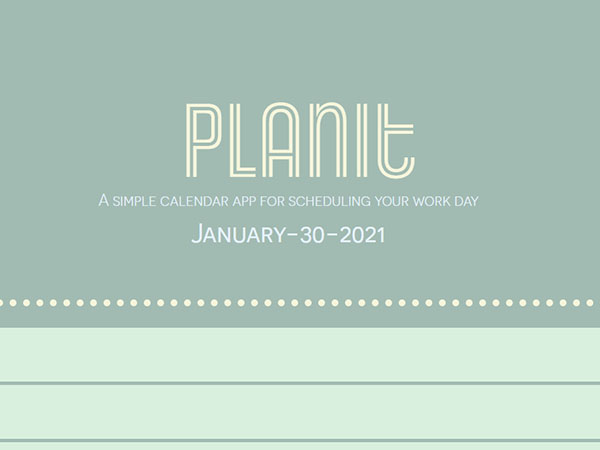 PLANIt
A SIMPLE CALENDAR APP FOR SCHEDULING YOUR WORK DAY
JANUARY-30-2021